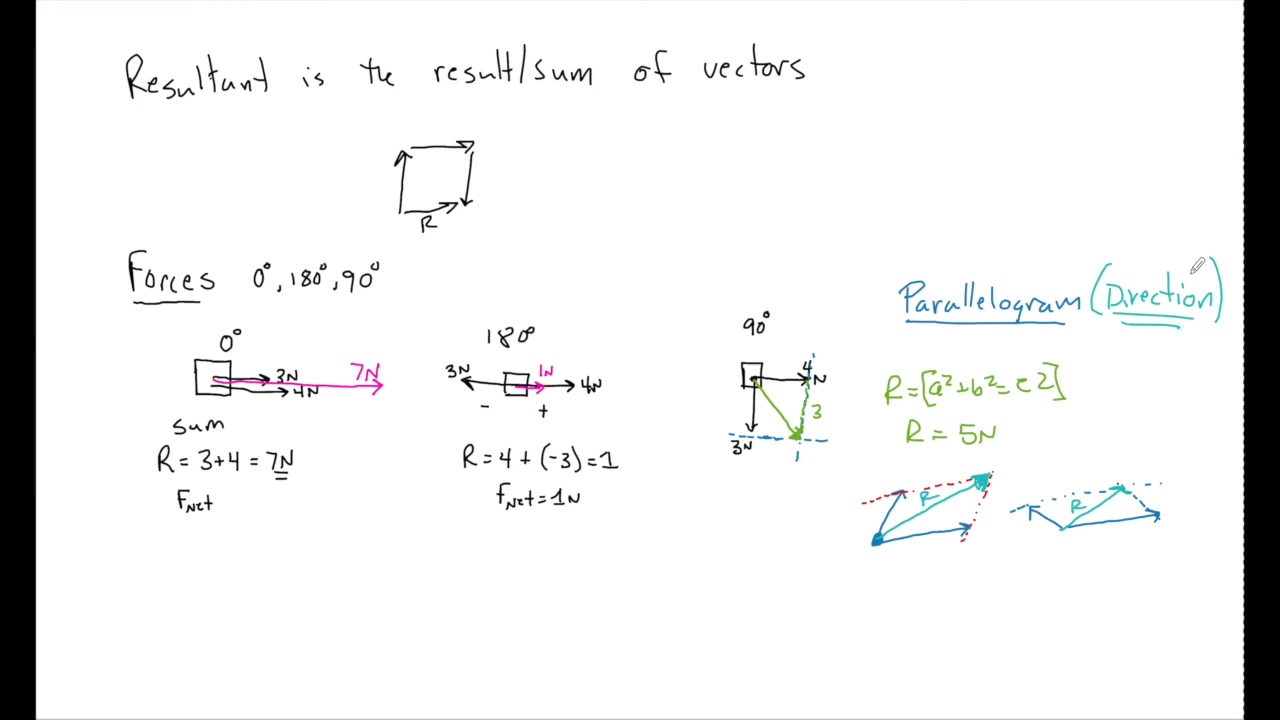 Resultant is the result/sum of vectors
R
Forces 0°, 180°, 90°
0°
3N
4N
7N
sum
R = 3+4 = 7N
FNet
180°
3N
1N
4N
- +
R = 4 + (-3) = 1
fNet = 1N
90°
4
N
3
3N
Parallelogram (Direction)
R = [a²+b²=c2]
R = 5N
R
R